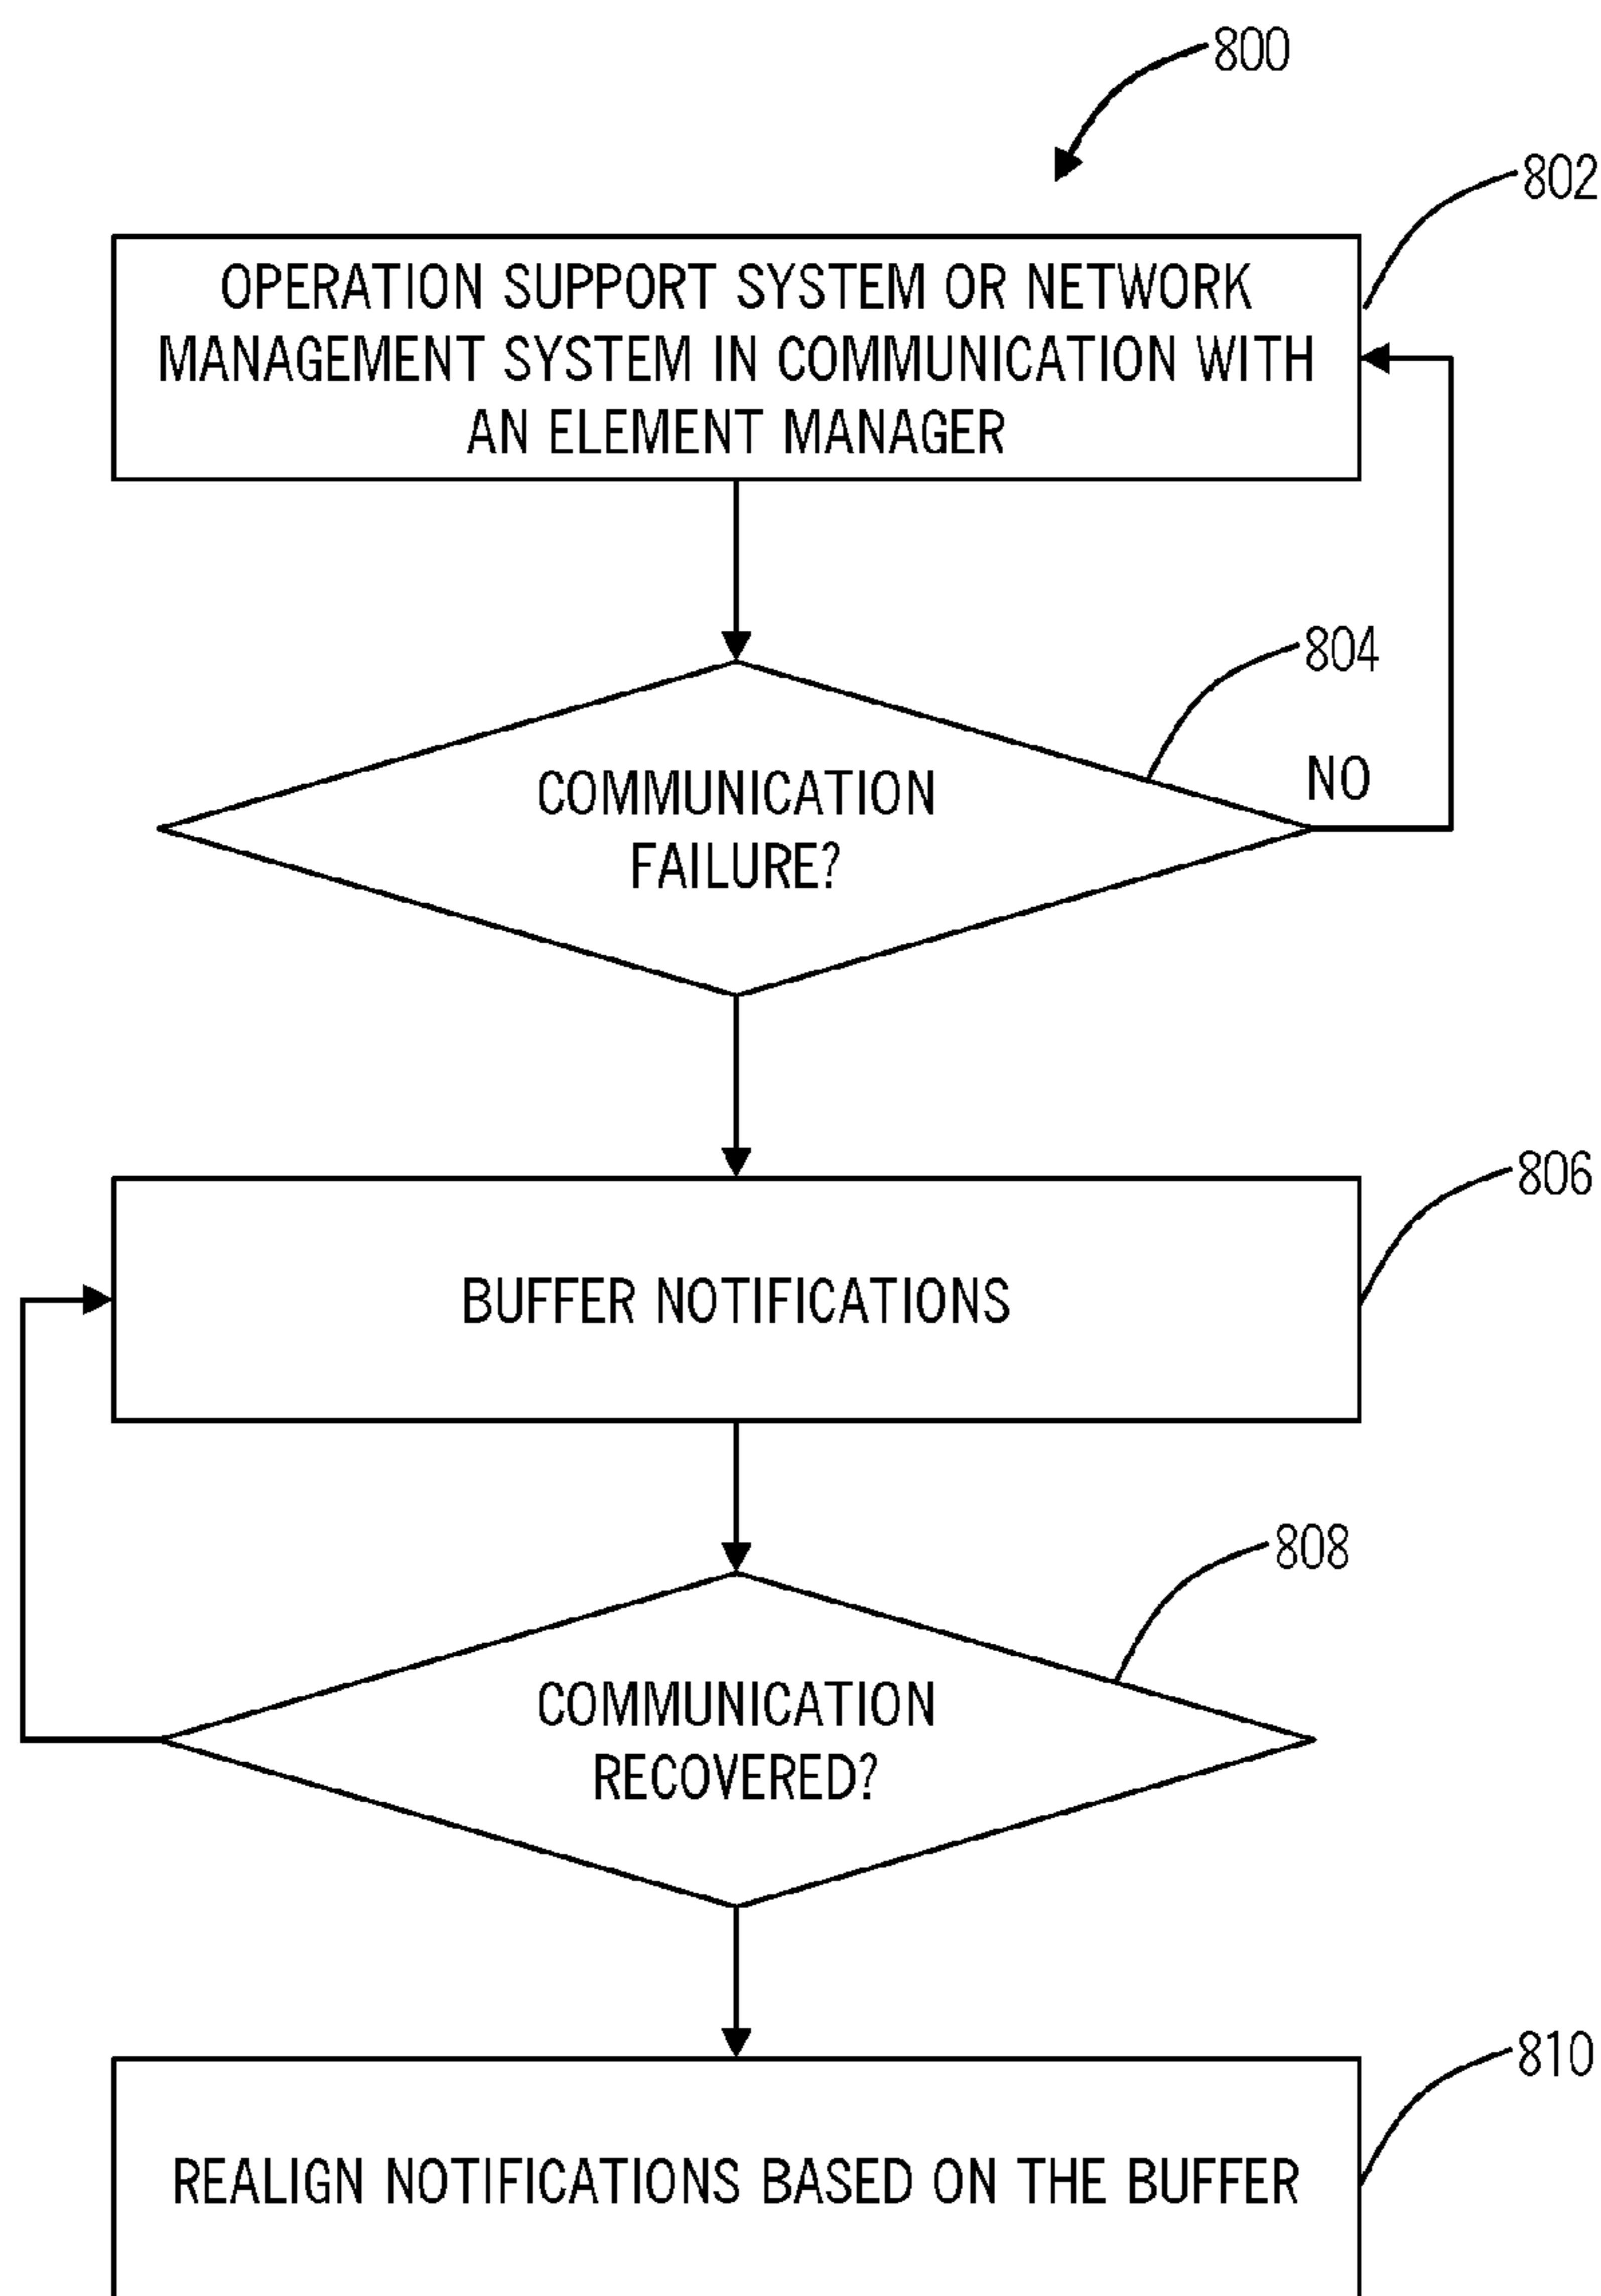 800
802
OPERATION SUPPORT SYSTEM OR NETWORK
MANAGEMENT SYSTEM IN COMMUNICATION WITH
AN ELEMENT MANAGER
804
NO
COMMUNICATION
FAILURE?
806
BUFFER NOTIFICATIONS
808
COMMUNICATION
RECOVERED?
810
REALIGN NOTIFICATIONS BASED ON THE BUFFER